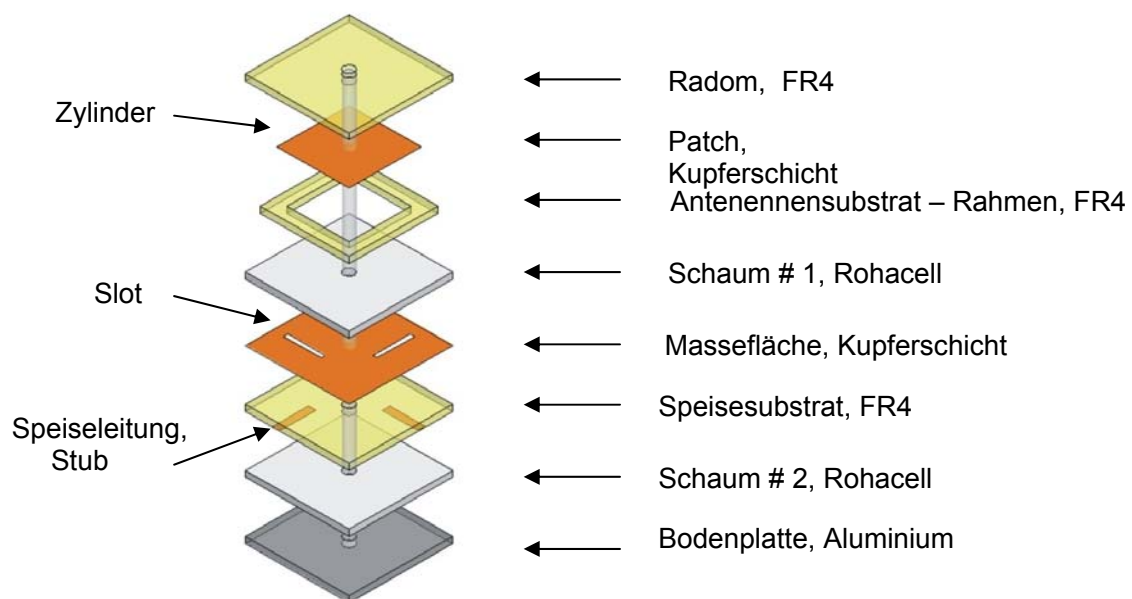 Radom, FR4
Zylinder
Patch,
Kupferschicht
Antenennensubstrat – Rahmen, FR4
Schaum # 1, Rohacell
Slot
Massefläche, Kupferschicht
Speisesubstrat, FR4
Speiseleitung,
Stub
Schaum # 2, Rohacell
Bodenplatte, Aluminium